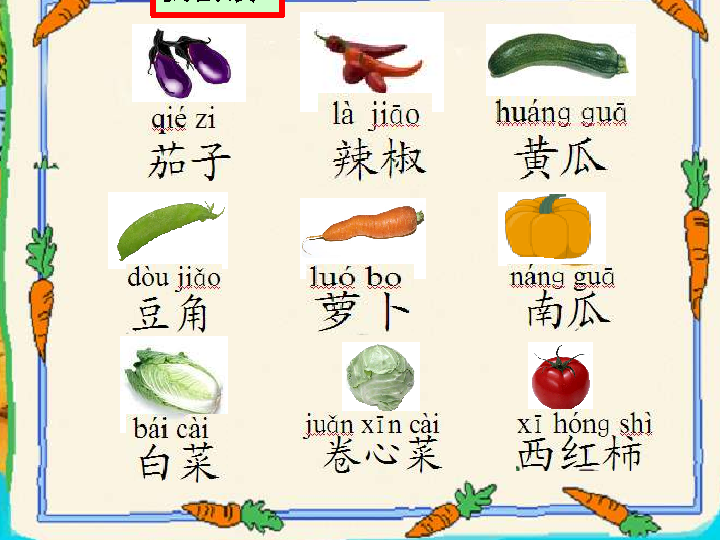 qié zi
là jiāo
huáng guā
茄子
辣椒
黄瓜
dòu jiǎo
luó bo
náng guā
豆角
萝卜
南瓜
bái cài
juǎn xīn cài
xī hóng shì
白菜
卷心菜
西红柿